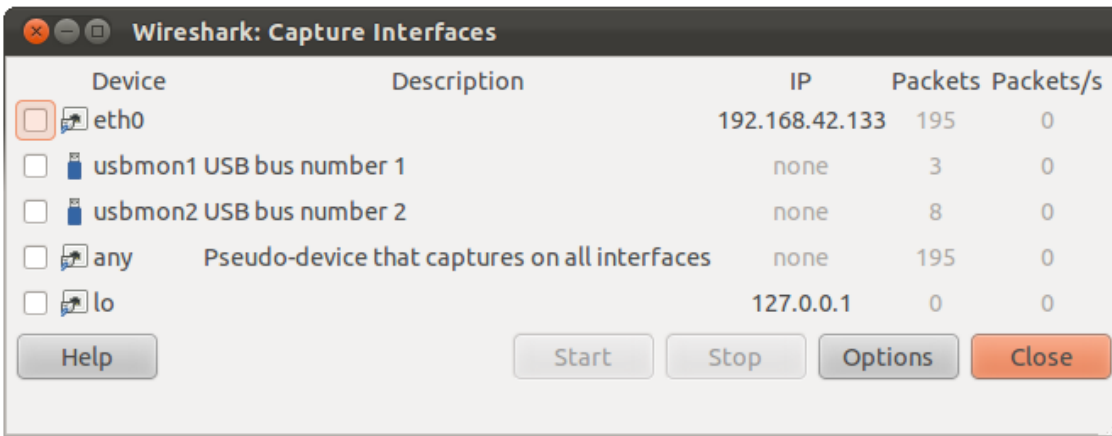 Wireshark: Capture Interfaces
Device Description IP Packets Packets/s
eth0 192.168.42.133 195 0
usbmon1 USB bus number 1 none 3 0
usbmon2 USB bus number 2 none 8 0
any Pseudo-device that captures on all interfaces none 195 0
lo 127.0.0.1 0 0
Help Start Stop Options Close